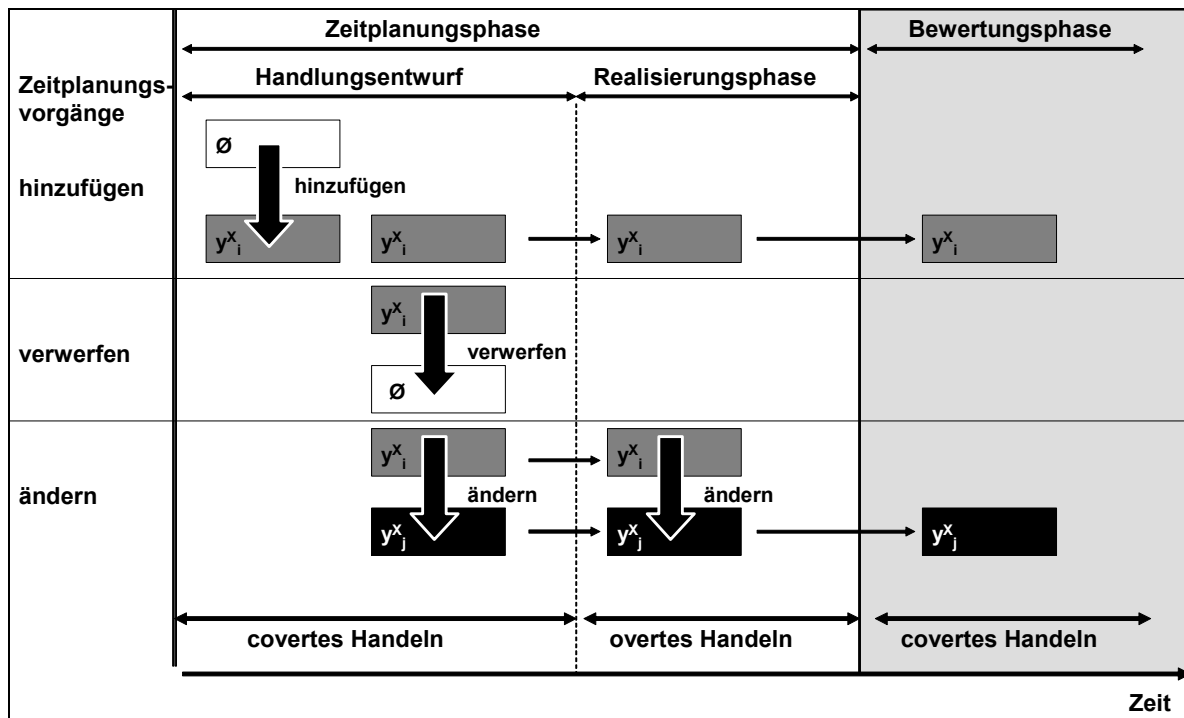 Zeitplanungsphase
Bewertungsphase
Handlungsentwurf
Realisierungsphase
Zeitplanungs-
vorgänge
Ø
hinzufügen
hinzufügen
yˣᵢ
yˣᵢ
yˣᵢ
yˣᵢ
yˣᵢ
verwerfen
verwerfen
Ø
yˣᵢ
yˣᵢ
ändern
ändern
ändern
yˣⱼ
yˣⱼ
yˣⱼ
covertes Handeln
overtes Handeln
covertes Handeln
Zeit